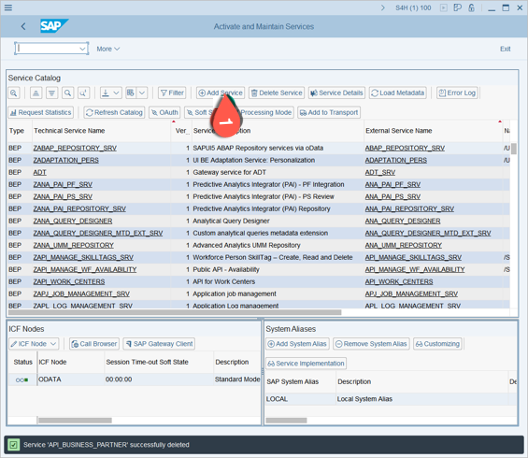 S4H (1) 100
SAP
Activate and Maintain Services
More
Exit
Service Catalog
Filter
Add Service
Delete Service
Service Details
Load Metadata
Error Log
Request Statistics
Refresh Catalog
OAuth
Soft S
Processing Mode
Add to Transport
1
Type Technical Service Name Ver_ Service External Service Name Na
BEP ZABAP_REPOSITORY_SRV 1 SAPUI5 ABAP Repository services via oData ABAP_REPOSITORY_SRV /U
BEP ZADAPTATION_PERS 1 UI BE Adaptation Service: Personalization ADAPTATION_PERS /U
BEP ADT 1 Gateway service for ADT ADT_SRV
BEP ZANA_PAI_PF_SRV 1 Predictive Analytics Integrator (PAI) - PF Integration ANA_PAI_PF_SRV
BEP ZANA_PAI_PS_SRV 1 Predictive Analytics Integrator (PAI) - PS Review ANA_PAI_PS_SRV
BEP ZANA_PAI_REPOSITORY_SRV 1 Predictive Analytics Integrator (PAI) Repository ANA_PAI_REPOSITORY_SRV
BEP ZANA_QUERY_DESIGNER 1 Analytical Query Designer ANA_QUERY_DESIGNER
BEP ZANA_QUERY_DESIGNER_MTD_EXT_SRV 1 Custom analytical queries metadata extension ANA_QUERY_DESIGNER_MTD_EXT_SRV
BEP ZANA_UMM_REPOSITORY 1 Advanced Analytics UMM Repository ANA_UMM_REPOSITORY
BEP ZAPI_MANAGE_SKILLTAGS_SRV 1 Workforce Person SkillTag – Create, Read and Delete API_MANAGE_SKILLTAGS_SRV /S
BEP ZAPI_MANAGE_WF_AVAILABILITY 1 Public API - Availability API_MANAGE_WF_AVAILABILITY /S
BEP ZAPI_WORK_CENTERS 1 API for Work Centers API_WORK_CENTERS
BEP ZAPJ_JOB_MANAGEMENT_SRV 1 Application job management APJ_JOB_MANAGEMENT_SRV
BEP ZAPL_LOG_MANAGEMENT_SRV 1 Application Log management APL_LOG_MANAGEMENT_SRV
ICF Nodes
ICF Node
Call Browser
SAP Gateway Client
Status ICF Node Session Time-out Soft State Description
ODATA 00:00:00 Standard Mode
System Aliases
Add System Alias
Remove System Alias
Customizing
Service Implementation
SAP System Alias Description
LOCAL Local System Alias
Service 'API_BUSINESS_PARTNER' successfully deleted